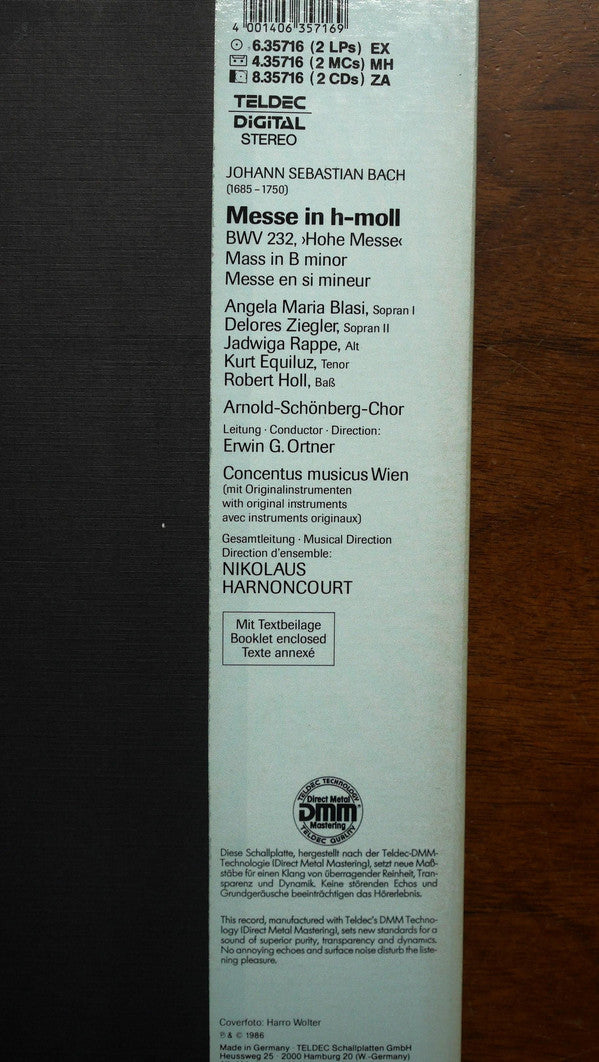 4 001406 357169
6.35716 (2 LPs) EX
4.35716 (2 MCs) MH
8.35716 (2 CDs) ZA
TELDEC
DIGITAL
STEREO
JOHANN SEBASTIAN BACH
(1685–1750)
Messe in h-moll
BWV 232, ›Hohe Messe‹
Mass in B minor
Messe en si mineur
Angela Maria Blasi, Sopran I
Delores Ziegler, Sopran II
Jadwiga Rappe, Alt
Kurt Equiluz, Tenor
Robert Holl, Baß
Arnold-Schönberg-Chor
Leitung · Conductor · Direction:
Erwin G. Ortner
Concentus musicus Wien
(mit Originalinstrumenten
with original instruments
avec instruments originaux)
Gesamtleitung · Musical Direction
Direction d'ensemble:
NIKOLAUS
HARNONCOURT
Mit Textbeilage
Booklet enclosed
Texte annexé
TELDEC TECHNOLOGY
Direct Metal
DMM
Mastering
TELDEC QUALITY
Diese Schallplatte, hergestellt nach der Teldec-DMM-
Technologie (Direct Metal Mastering), setzt neue Maß-
stäbe für einen Klang von überragender Reinheit, Tran-
sparenz und Dynamik. Keine störenden Echos und
Grundgeräusche beeinträchtigen das Hörerlebnis.
This record, manufactured with Teldec's DMM Techno-
logy (Direct Metal Mastering), sets new standards for a
sound of superior purity, transparency and dynamics.
No annoying echoes and surface noise disturb the liste-
ning pleasure.
Coverfoto: Harro Wolter
℗ & © 1986
Made in Germany · TELDEC Schallplatten GmbH
Heussweg 25 · 2000 Hamburg 20 (W.-Germany)